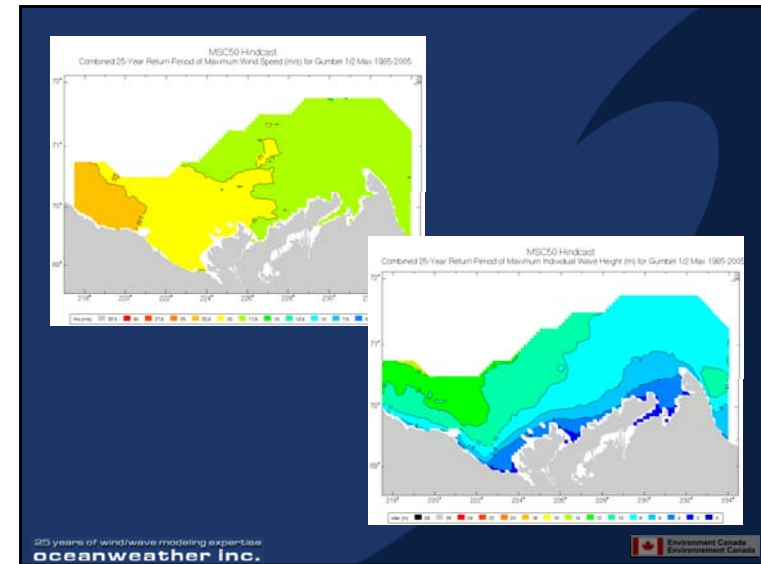 MSC50 Hindcast
Combined 25-Year Return Period of Maximum Wind Speed (m/s) for Gumbel 1/2 Max 1985-2005
72°
71°
70°
69°
218° 220° 222° 224° 226° 228° 230°
MSC50 Hindcast
Combined 25-Year Return Period of Maximum Individual Wave Height (m) for Gumbel 1/2 Max 1985-2005
72°
71°
70°
69°
218° 220° 222° 224° 226° 228° 230° 232° 234°
25 years of wind/wave modeling expertise
oceanweather inc.
Environment Canada
Environnement Canada